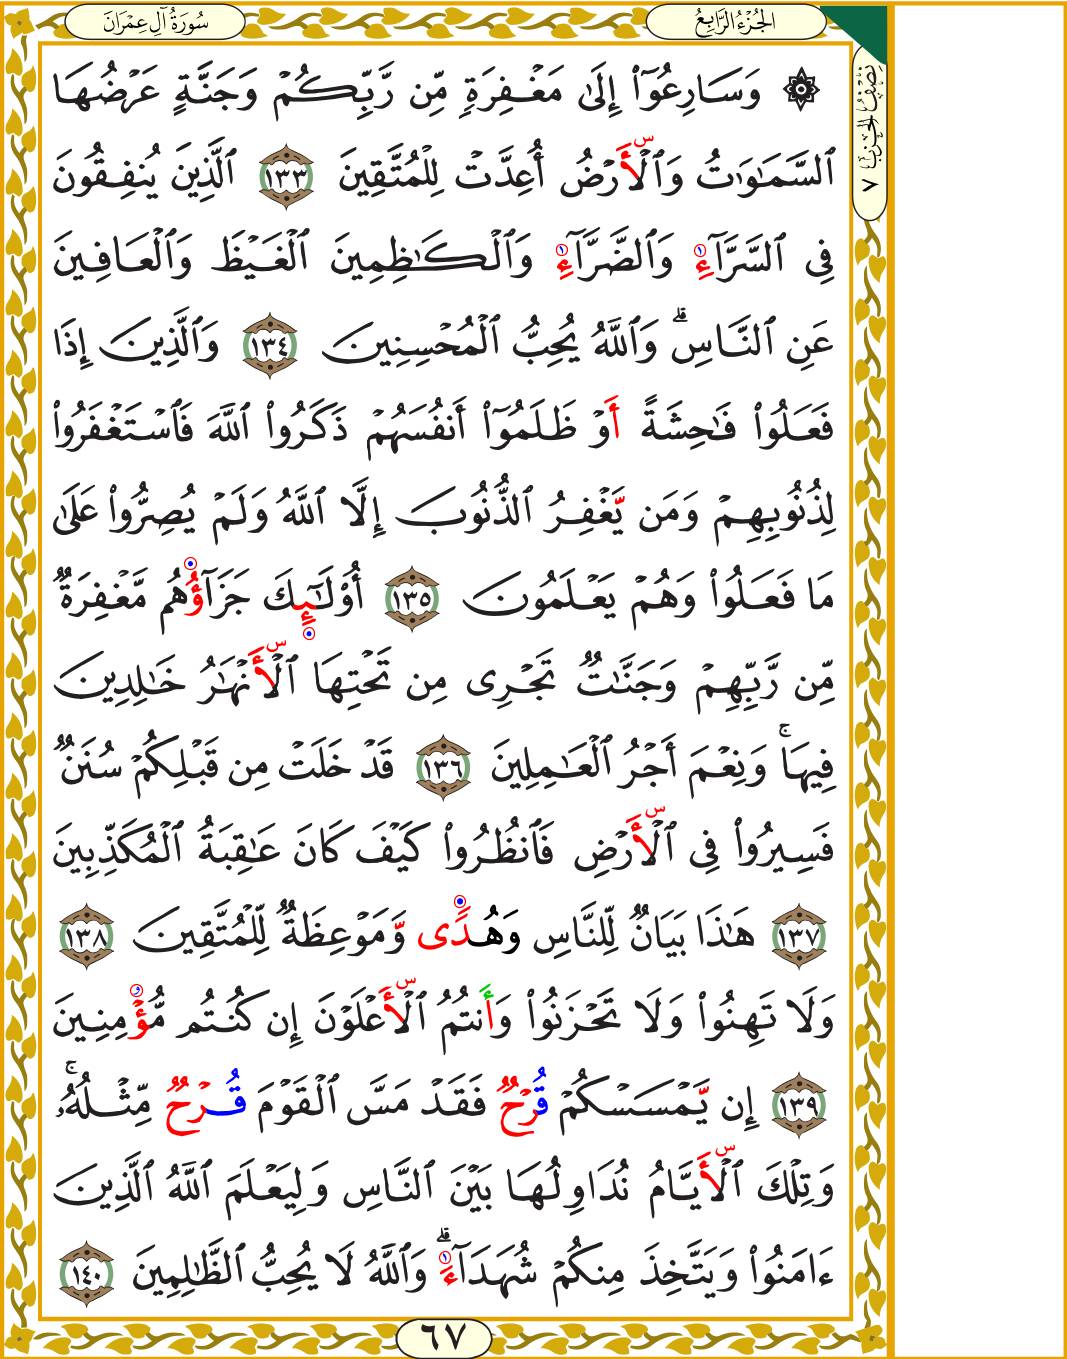 سُورَةُ آلِ عِمْرَانَ
الجُزْءُ الرَّابِعُ
نِصْفُ الحِزْب ٧
۞ وَسَارِعُوٓاْ إِلَىٰ مَغْفِرَةٍ مِّن رَّبِّكُمْ وَجَنَّةٍ عَرْضُهَا
ٱلسَّمَٰوَٰتُ وَٱلْأَرْضُ أُعِدَّتْ لِلْمُتَّقِينَ ١٣٣ ٱلَّذِينَ يُنفِقُونَ
فِى ٱلسَّرَّآءِ وَٱلضَّرَّآءِ وَٱلْكَٰظِمِينَ ٱلْغَيْظَ وَٱلْعَافِينَ
عَنِ ٱلنَّاسِۗ وَٱللَّهُ يُحِبُّ ٱلْمُحْسِنِينَ ١٣٤ وَٱلَّذِينَ إِذَا
فَعَلُواْ فَٰحِشَةً أَوْ ظَلَمُوٓاْ أَنفُسَهُمْ ذَكَرُواْ ٱللَّهَ فَٱسْتَغْفَرُواْ
لِذُنُوبِهِمْ وَمَن يَّغْفِرُ ٱلذُّنُوبَ إِلَّا ٱللَّهُ وَلَمْ يُصِرُّواْ عَلَىٰ
مَا فَعَلُواْ وَهُمْ يَعْلَمُونَ ١٣٥ أُوْلَٰٓئِكَ جَزَآؤُهُم مَّغْفِرَةٌ
مِّن رَّبِّهِمْ وَجَنَّٰتٌ تَجْرِى مِن تَحْتِهَا ٱلْأَنْهَٰرُ خَٰلِدِينَ
فِيهَاۚ وَنِعْمَ أَجْرُ ٱلْعَٰمِلِينَ ١٣٦ قَدْ خَلَتْ مِن قَبْلِكُمْ سُنَنٌ
فَسِيرُواْ فِى ٱلْأَرْضِ فَٱنظُرُواْ كَيْفَ كَانَ عَٰقِبَةُ ٱلْمُكَذِّبِينَ
١٣٧ هَٰذَا بَيَانٌ لِّلنَّاسِ وَهُدًى وَّمَوْعِظَةٌ لِّلْمُتَّقِينَ ١٣٨
وَلَا تَهِنُواْ وَلَا تَحْزَنُواْ وَأَنتُمُ ٱلْأَعْلَوْنَ إِن كُنتُم مُّؤْمِنِينَ
١٣٩ إِن يَّمْسَسْكُمْ قُرْحٌ فَقَدْ مَسَّ ٱلْقَوْمَ قُرْحٌ مِّثْلُهُۥۚ
وَتِلْكَ ٱلْأَيَّامُ نُدَاوِلُهَا بَيْنَ ٱلنَّاسِ وَلِيَعْلَمَ ٱللَّهُ ٱلَّذِينَ
ءَامَنُواْ وَيَتَّخِذَ مِنكُمْ شُهَدَآءَۗ وَٱللَّهُ لَا يُحِبُّ ٱلظَّٰلِمِينَ ١٤٠
٦٧